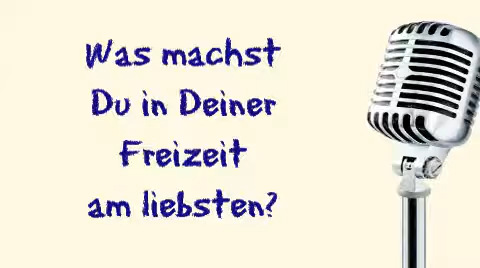 Was machst
Du in Deiner
Freizeit
am liebsten?